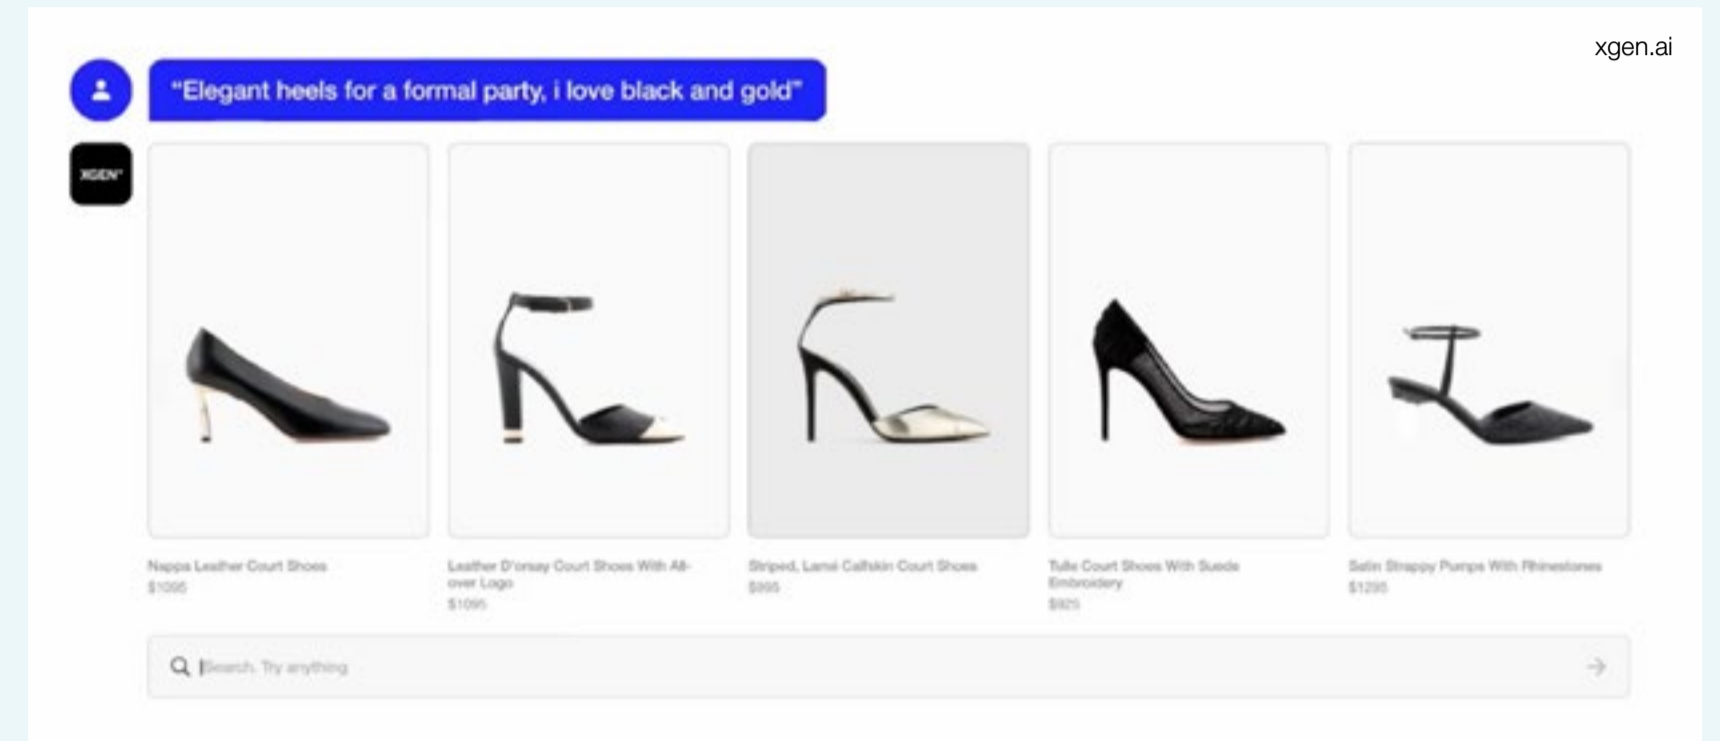 xgen.ai
“Elegant heels for a formal party, i love black and gold”
XGEN
Nappa Leather Court Shoes
$1095
Leather D'orsay Court Shoes With All-
over Logo
$1095
Striped, Lamé Calfskin Court Shoes
$995
Tulle Court Shoes With Suede
Embroidery
$925
Satin Strappy Pumps With Rhinestones
$1295
Search. Try anything